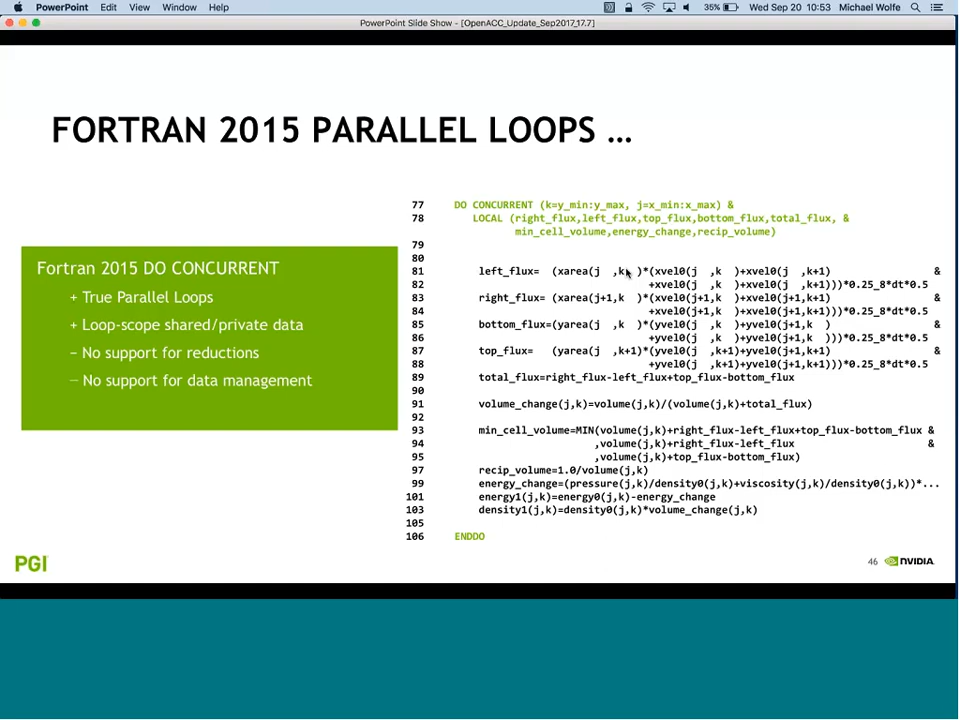 PowerPoint Edit View Window Help 35% Wed Sep 20 10:53 Michael Wolfe
PowerPoint Slide Show - [OpenACC_Update_Sep2017_17.7]
FORTRAN 2015 PARALLEL LOOPS …
Fortran 2015 DO CONCURRENT
+ True Parallel Loops
+ Loop-scope shared/private data
– No support for reductions
– No support for data management
77 DO CONCURRENT (k=y_min:y_max, j=x_min:x_max) &
78 LOCAL (right_flux,left_flux,top_flux,bottom_flux,total_flux, &
min_cell_volume,energy_change,recip_volume)
79
80
81 left_flux= (xarea(j ,k )*(xvel0(j ,k )+xvel0(j ,k+1) &
82 +xvel0(j ,k )+xvel0(j ,k+1)))*0.25_8*dt*0.5
83 right_flux= (xarea(j+1,k )*(xvel0(j+1,k )+xvel0(j+1,k+1) &
84 +xvel0(j+1,k )+xvel0(j+1,k+1)))*0.25_8*dt*0.5
85 bottom_flux=(yarea(j ,k )*(yvel0(j ,k )+yvel0(j+1,k ) &
86 +yvel0(j ,k )+yvel0(j+1,k )))*0.25_8*dt*0.5
87 top_flux= (yarea(j ,k+1)*(yvel0(j ,k+1)+yvel0(j+1,k+1) &
88 +yvel0(j ,k+1)+yvel0(j+1,k+1)))*0.25_8*dt*0.5
89 total_flux=right_flux-left_flux+top_flux-bottom_flux
90
91 volume_change(j,k)=volume(j,k)/(volume(j,k)+total_flux)
92
93 min_cell_volume=MIN(volume(j,k)+right_flux-left_flux+top_flux-bottom_flux &
94 ,volume(j,k)+right_flux-left_flux &
95 ,volume(j,k)+top_flux-bottom_flux)
97 recip_volume=1.0/volume(j,k)
99 energy_change=(pressure(j,k)/density0(j,k)+viscosity(j,k)/density0(j,k))*...
101 energy1(j,k)=energy0(j,k)-energy_change
103 density1(j,k)=density0(j,k)*volume_change(j,k)
105
106 ENDDO
PGI
46 NVIDIA